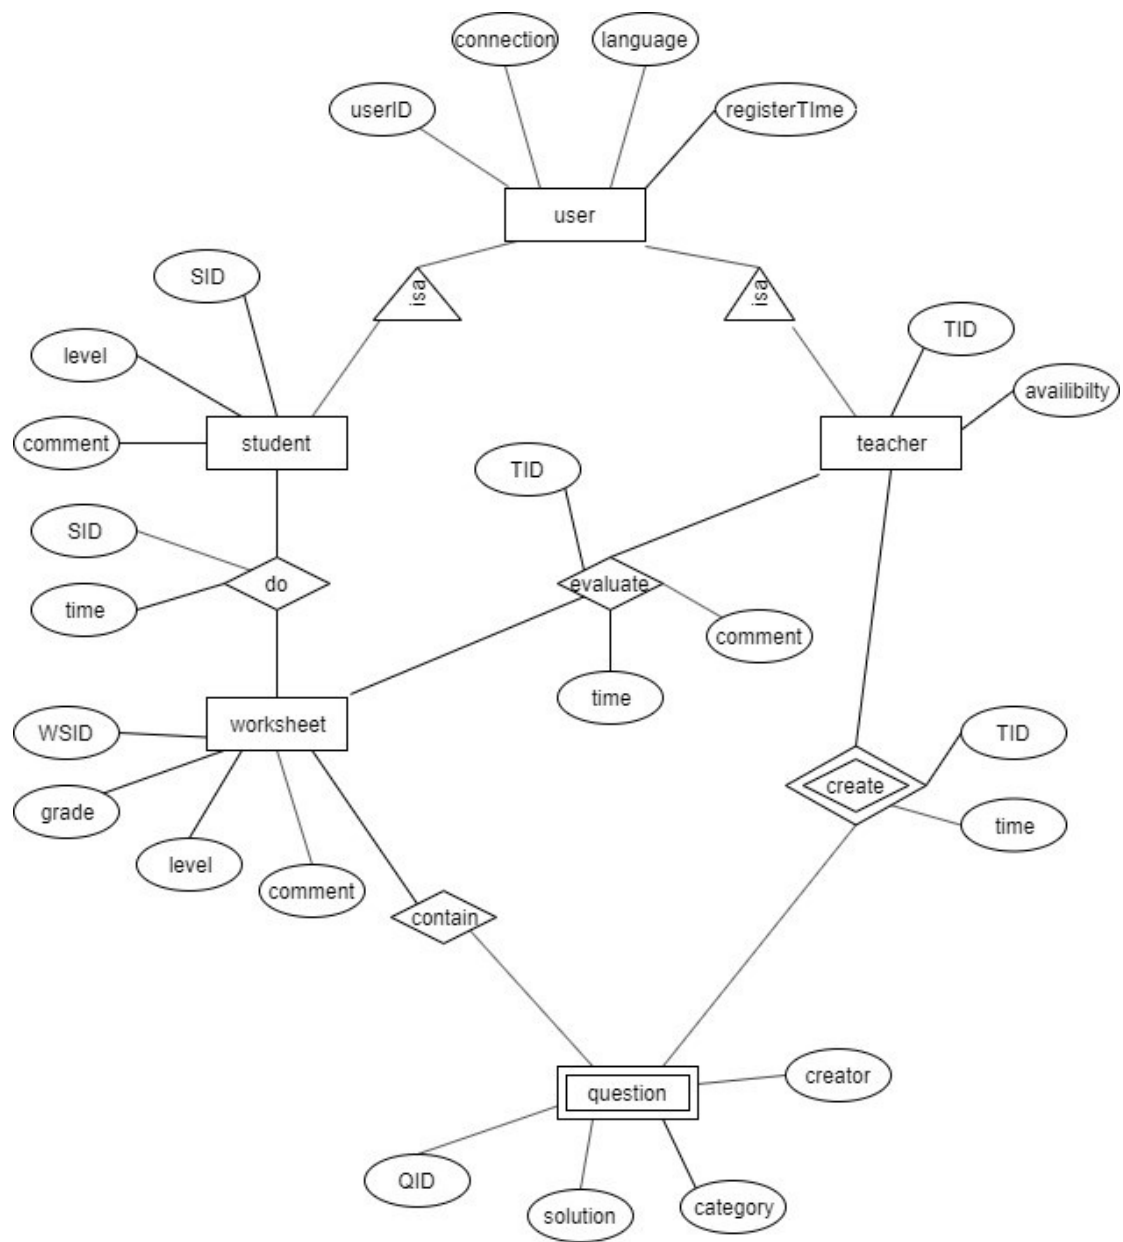 connection
language
userID
registerTIme
user
SID
isa
isa
TID
level
availibilty
comment
student
teacher
TID
SID
do
evaluate
time
comment
time
WSID
worksheet
TID
create
grade
time
level
comment
contain
creator
question
QID
category
solution